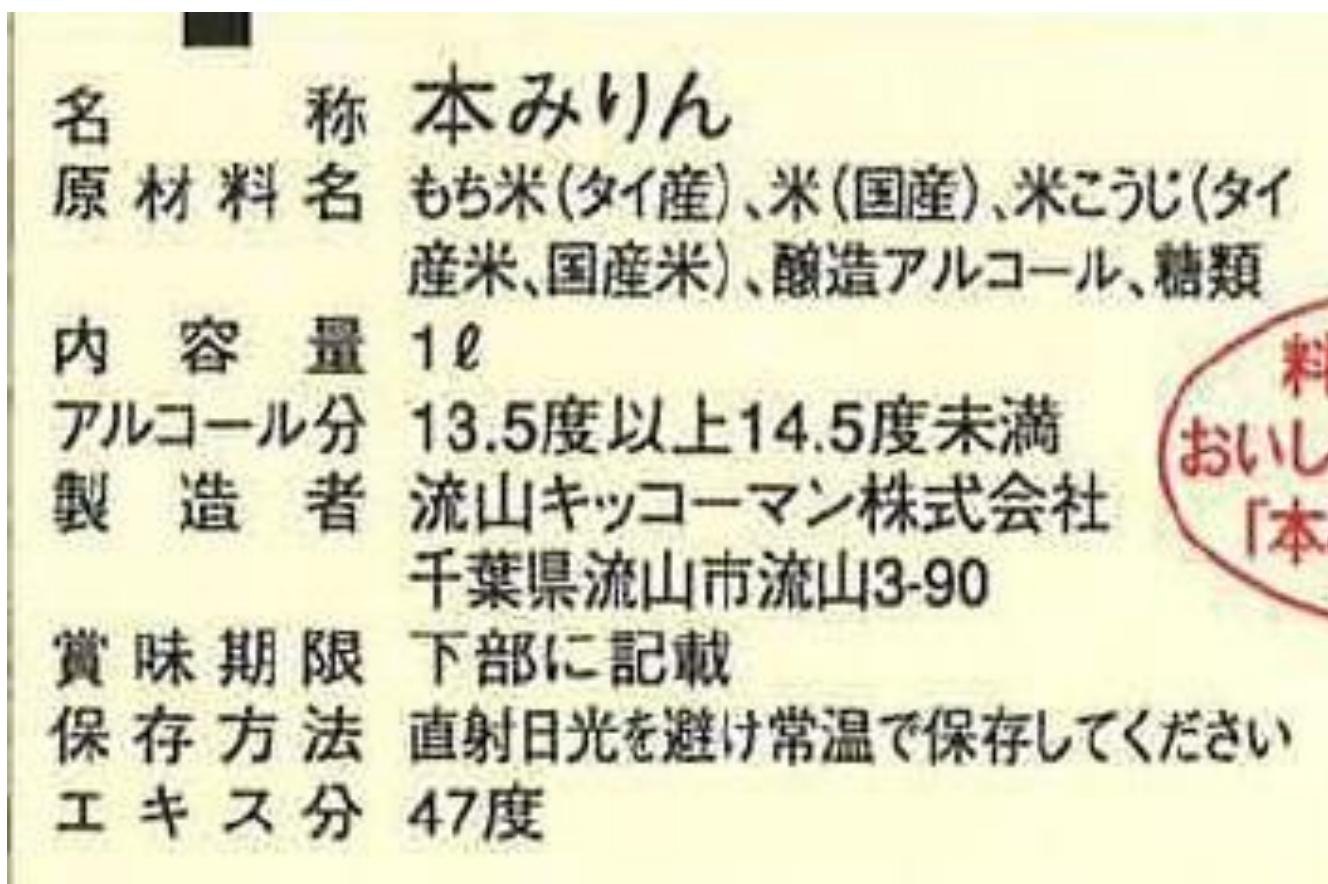 名称 本みりん
原材料名 もち米(タイ産)、米(国産)、米こうじ(タイ
産米、国産米)、醸造アルコール、糖類
内容量 1ℓ
アルコール分 13.5度以上14.5度未満
製造者 流山キッコーマン株式会社
千葉県流山市流山3-90
賞味期限 下部に記載
保存方法 直射日光を避け常温で保存してください
エキス分 47度
料
おいし
「本